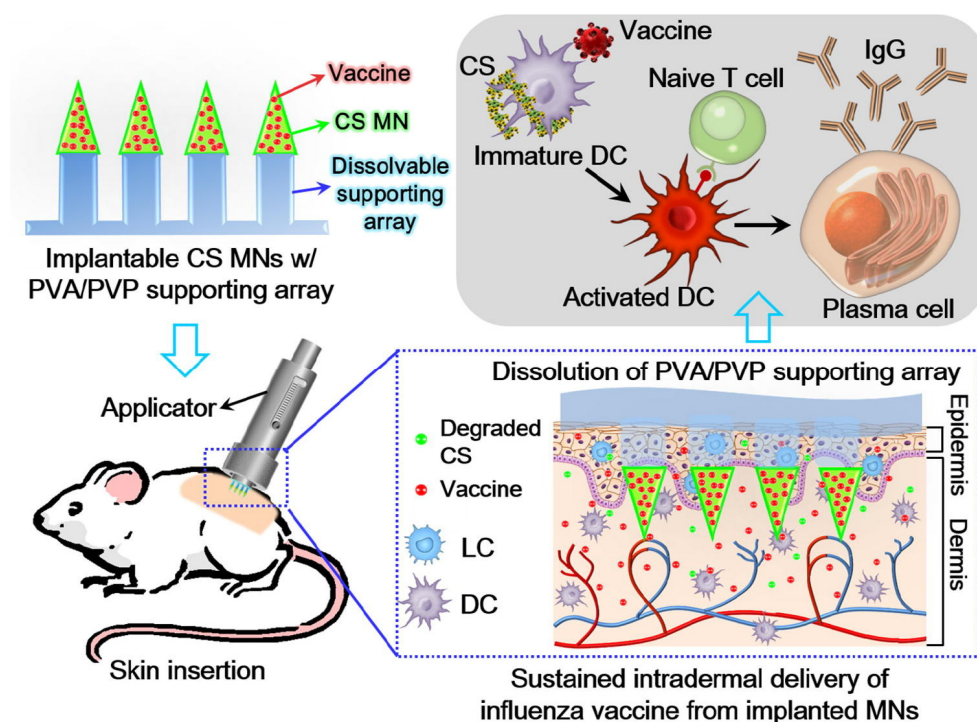 Vaccine
CS MN
Dissolvable
supporting
array
Implantable CS MNs w/
PVA/PVP supporting array
Vaccine
CS
IgG
Naive T cell
Immature DC
Activated DC
Plasma cell
Applicator
Skin insertion
Dissolution of PVA/PVP supporting array
Degraded
CS
Vaccine
LC
DC
Epidermis
Dermis
Sustained intradermal delivery of
influenza vaccine from implanted MNs